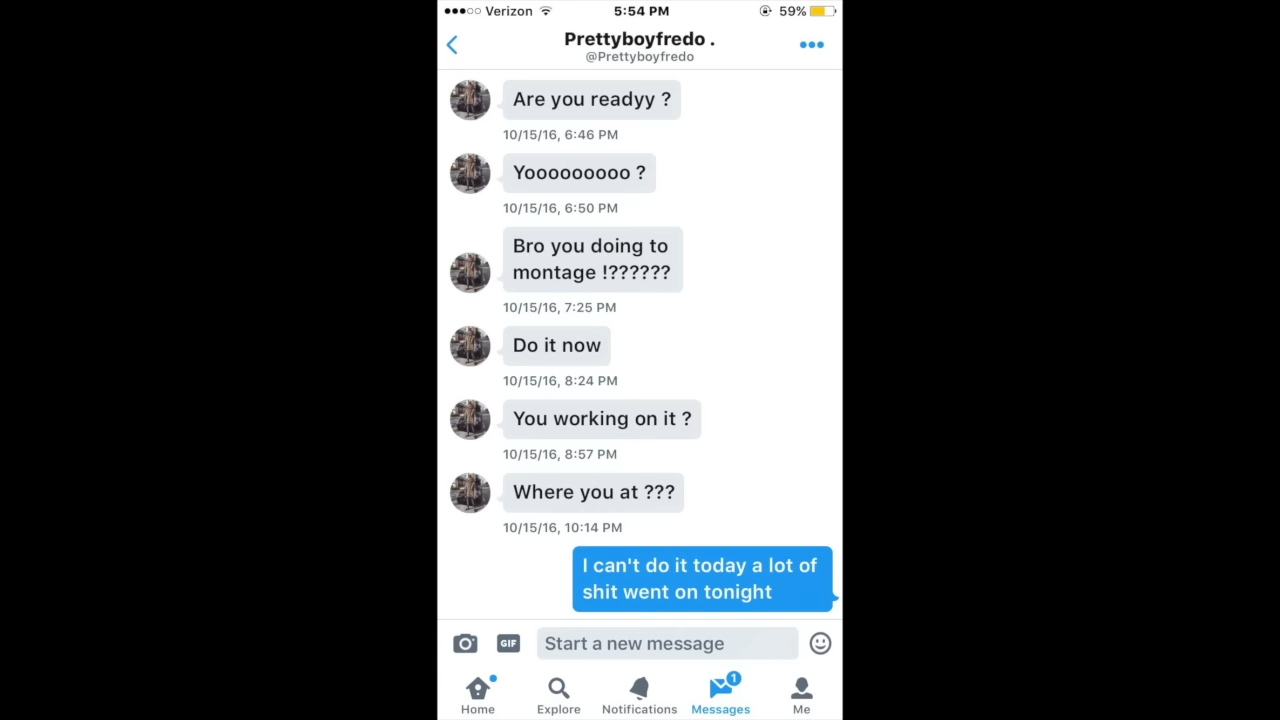 Verizon 5:54 PM 59%
Prettyboyfredo .
@Prettyboyfredo
Are you readyy ?
10/15/16, 6:46 PM
Yooooooooo ?
10/15/16, 6:50 PM
Bro you doing to
montage !??????
10/15/16, 7:25 PM
Do it now
10/15/16, 8:24 PM
You working on it ?
10/15/16, 8:57 PM
Where you at ???
10/15/16, 10:14 PM
I can't do it today a lot of
shit went on tonight
GIF Start a new message
1
Home Explore Notifications Messages Me